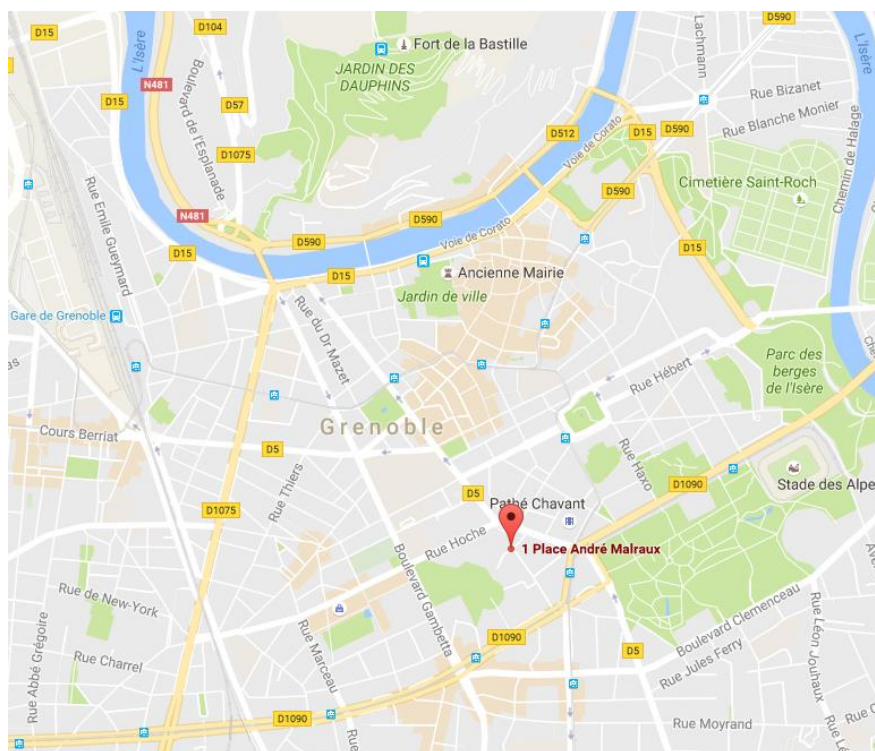 D15
D104
D590
L'Isère
Lachmann
L'Isère
Fort de la Bastille
JARDIN DES
DAUPHINS
N481
D15
D57
Boulevard de l'Esplanade
D1075
Rue Bizanet
Rue Blanche Monier
Chemin de Halage
D512
Voie de Corato
D15
D590
Cimetière Saint-Roch
D590
N481
D590
D590
D15
Rue Emile Gueymard
D15
Voie de Corato
D15
Ancienne Mairie
Jardin de ville
Gare de Grenoble
Rue du Dr Mazet
Rue Hébert
Parc des
berges
de l'Isère
Cours Berriat
Grenoble
D5
Rue Thiers
Rue Haxo
D1090
Stade des Alpe
D5
Pathé Chavant
D1075
Rue Hoche
1 Place André Malraux
Boulevard Gambetta
Rue de New-York
Rue Abbé Grégoire
Rue Marceau
D1090
Boulevard Clemenceau
Rue Léon Jouhaux
D5
Rue Jules Ferry
Rue Charrel
D1090
Rue Moyrand